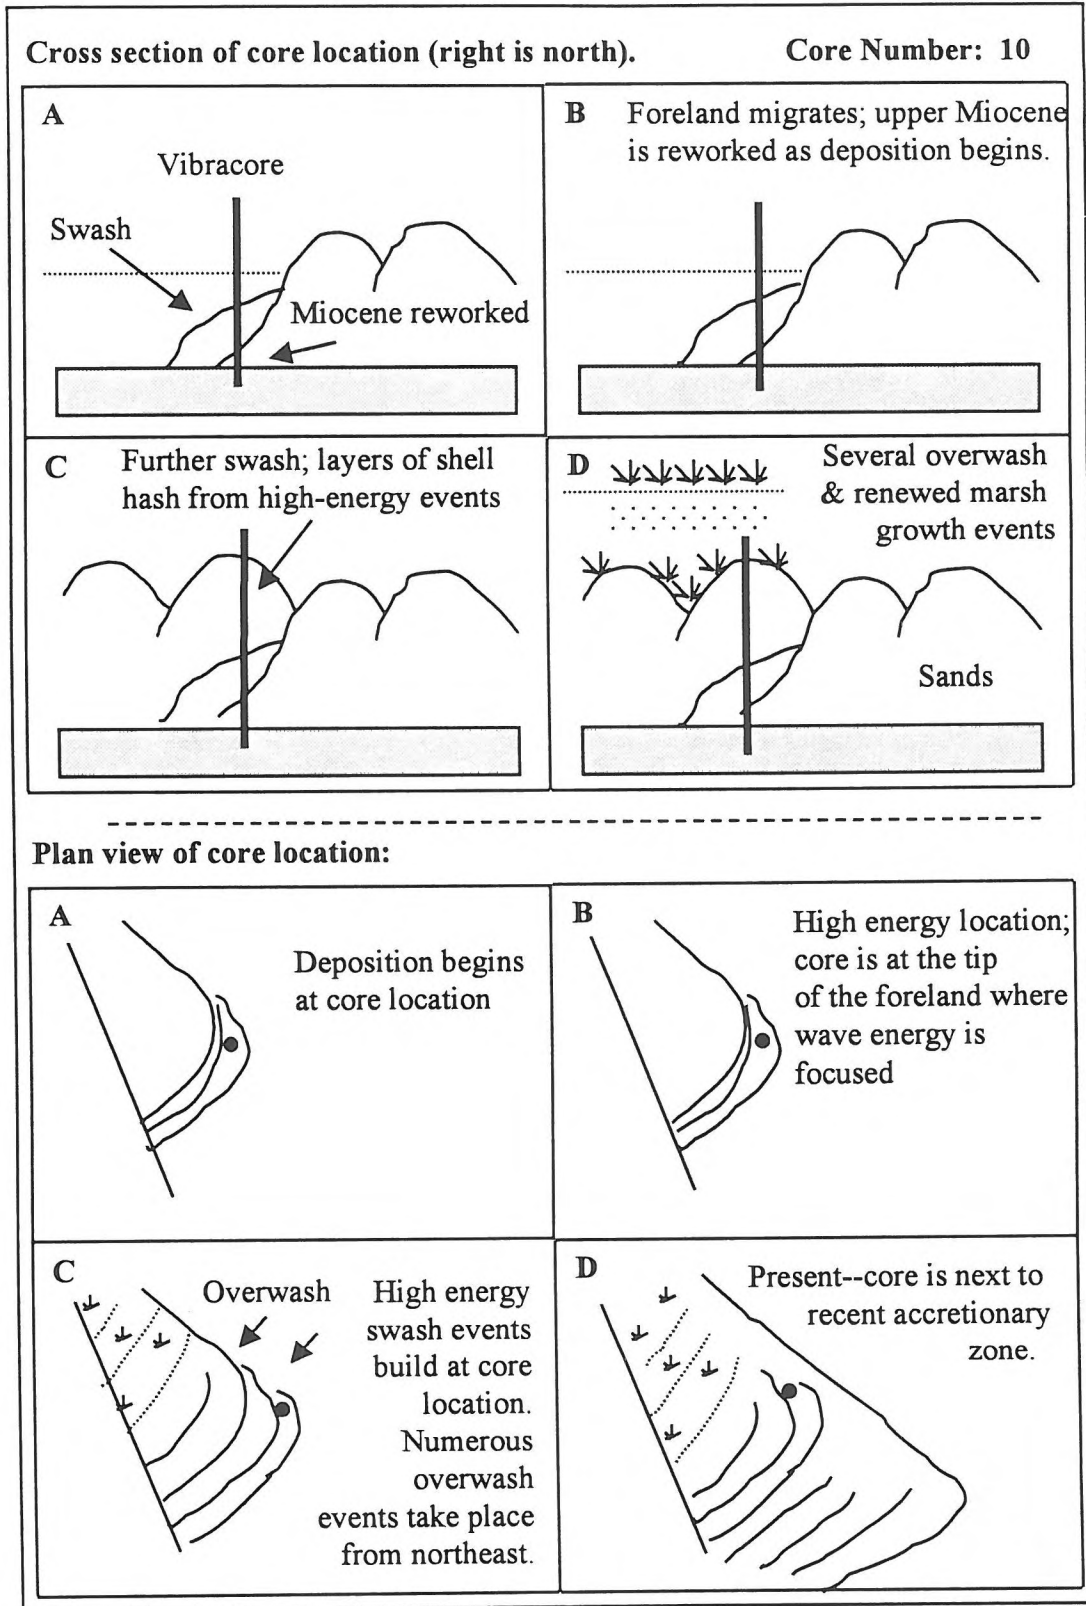 Cross section of core location (right is north).
Core Number: 10
A
Vibracore
Swash
Miocene reworked
B
Foreland migrates; upper Miocene
is reworked as deposition begins.
C
Further swash; layers of shell
hash from high-energy events
D
Several overwash
& renewed marsh
growth events
Sands
Plan view of core location:
A
Deposition begins
at core location
B
High energy location;
core is at the tip
of the foreland where
wave energy is
focused
C
Overwash
High energy
swash events
build at core
location.
Numerous
overwash
events take place
from northeast.
D
Present--core is next to
recent accretionary
zone.